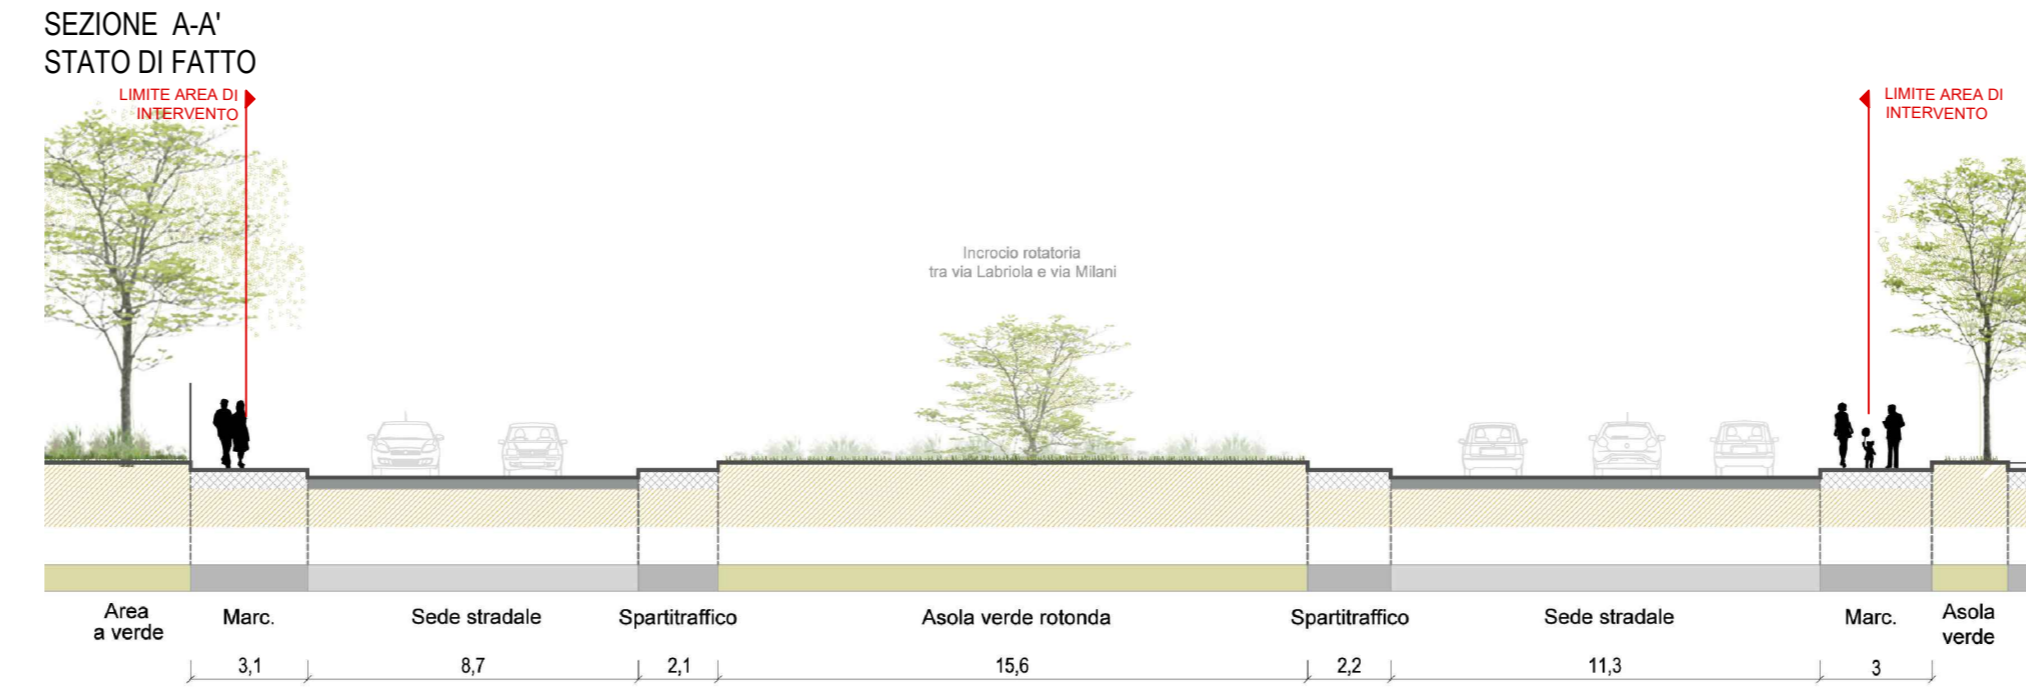 SEZIONE A-A'
STATO DI FATTO
LIMITE AREA DI
INTERVENTO
LIMITE AREA DI
INTERVENTO
Incrocio rotatoria
tra via Labriola e via Milani
Area
a verde
Marc.
Sede stradale
Spartitraffico
Asola verde rotonda
Spartitraffico
Sede stradale
Marc.
Asola
verde
3,1
8,7
2,1
15,6
2,2
11,3
3